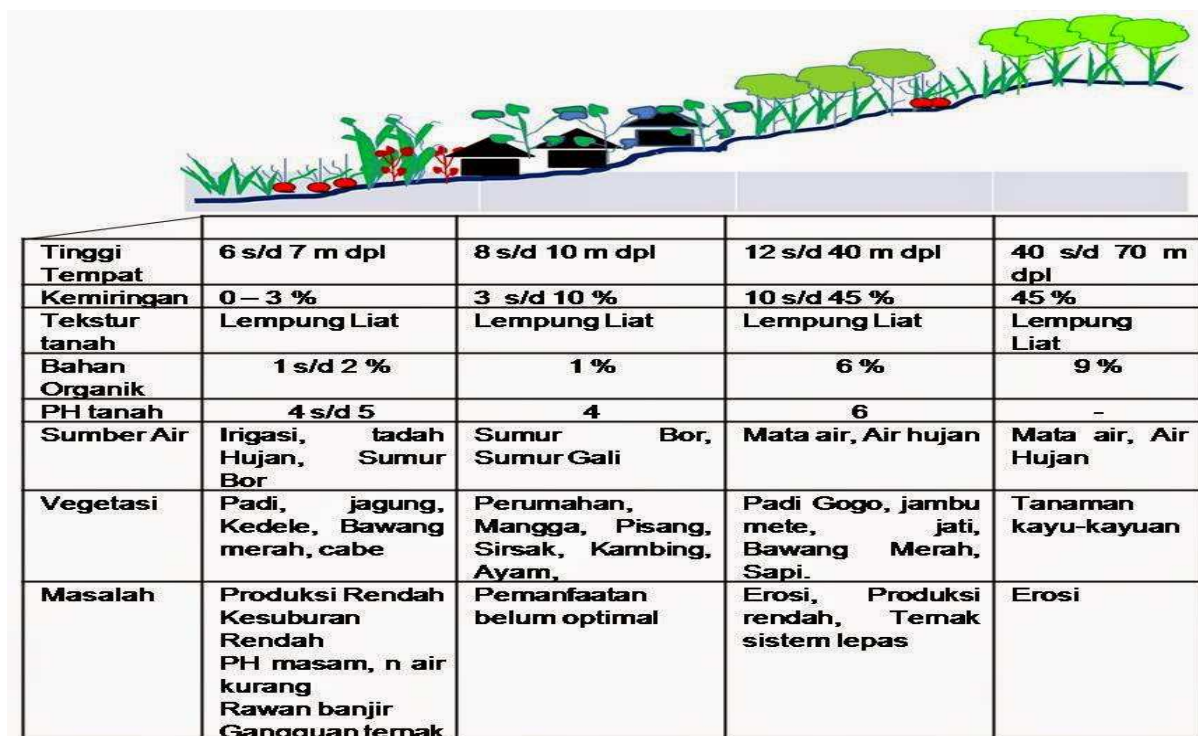 Tinggi Tempat
6 s/d 7 m dpl
8 s/d 10 m dpl
12 s/d 40 m dpl
40 s/d 70 m
dpl
Kemiringan
0 – 3 %
3 s/d 10 %
10 s/d 45 %
45 %
Tekstur
tanah
Lempung Liat
Lempung Liat
Lempung Liat
Lempung
Liat
Bahan
Organik
1 s/d 2 %
1 %
6 %
9 %
PH tanah
4 s/d 5
4
6
-
Sumber Air
Irigasi, tadah
Hujan, Sumur
Bor
Sumur Bor,
Sumur Gali
Mata air, Air hujan
Mata air, Air
Hujan
Vegetasi
Padi, jagung,
Kedele, Bawang
merah, cabe
Perumahan,
Mangga, Pisang,
Sirsak, Kambing,
Ayam,
Padi Gogo, jambu
mete, jati,
Bawang Merah,
Sapi.
Tanaman
kayu-kayuan
Masalah
Produksi Rendah
Kesuburan
Rendah
PH masam, n air
kurang
Rawan banjir
Gangguan ternak
Pemanfaatan
belum optimal
Erosi, Produksi
rendah, Ternak
sistem lepas
Erosi